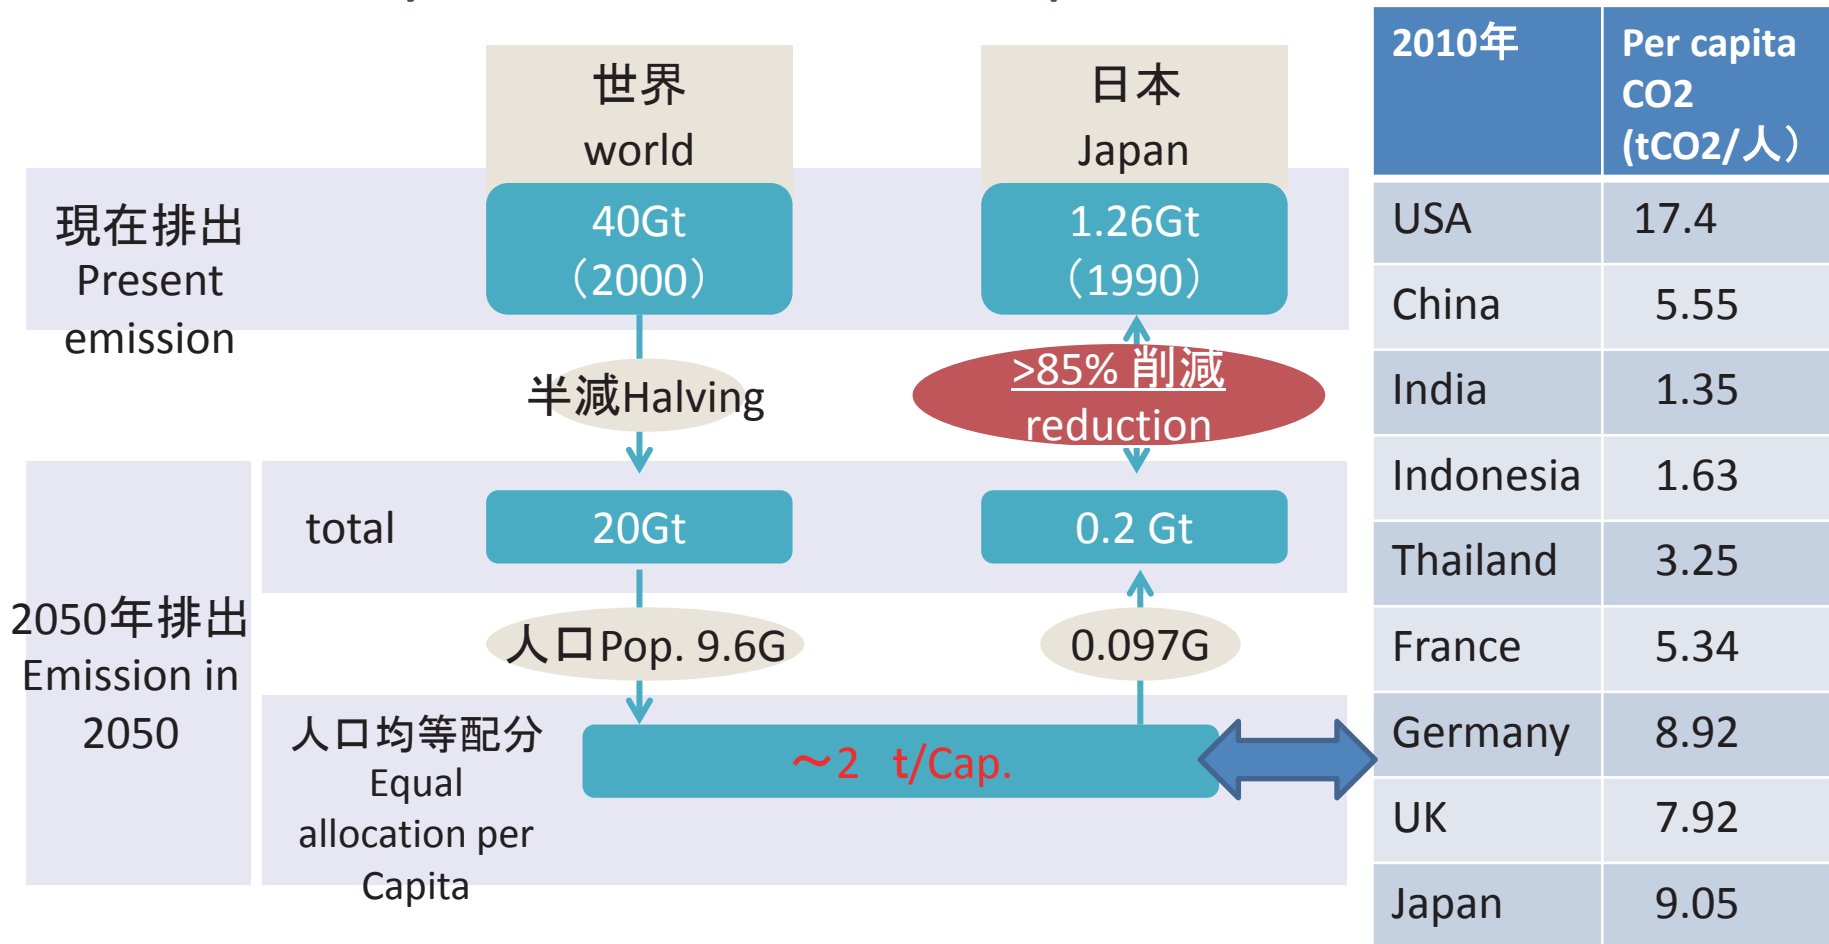 世界
world
日本
Japan
現在排出
Present
emission
40Gt
（2000）
1.26Gt
（1990）
半減Halving
>85% 削減
reduction
2050年排出
Emission in
2050
total
20Gt
0.2 Gt
人口Pop. 9.6G
0.097G
人口均等配分
Equal
allocation per
Capita
～2 t/Cap.
2010年
Per capita
CO2
(tCO2/人）
USA 17.4
China 5.55
India 1.35
Indonesia 1.63
Thailand 3.25
France 5.34
Germany 8.92
UK 7.92
Japan 9.05